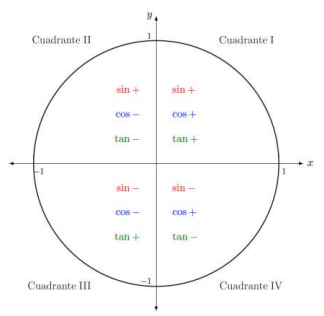 y
1
Cuadrante II
Cuadrante I
sin +
sin +
cos −
cos +
tan −
tan +
−1
1
x
sin −
sin −
cos −
cos +
tan +
tan −
−1
Cuadrante III
Cuadrante IV